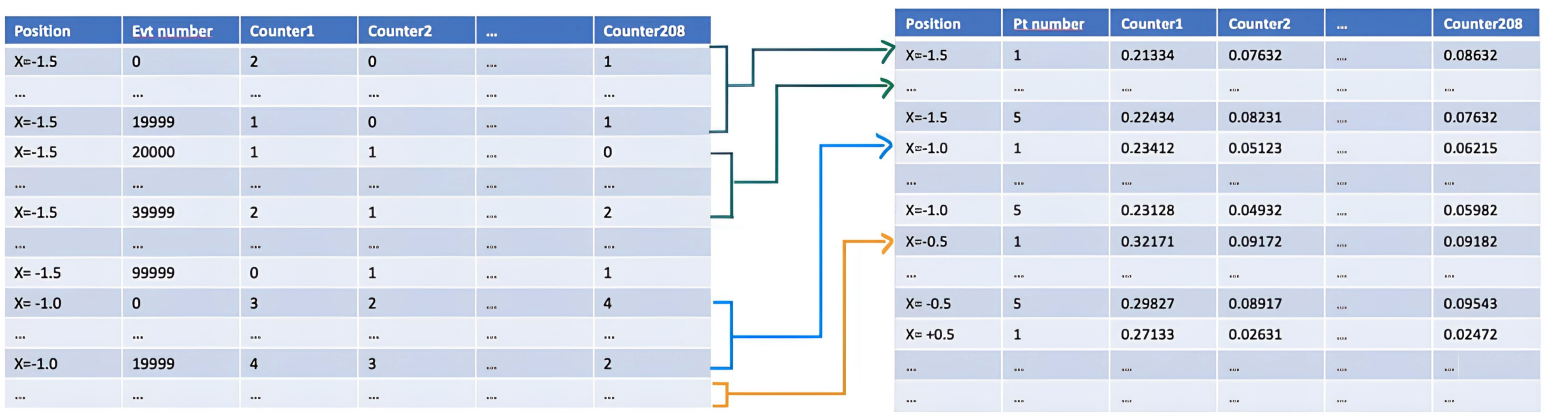 Position Evt number Counter1 Counter2 ... Counter208
X=-1.5 0 2 0 ... 1
... ... ... ... ... ...
X=-1.5 19999 1 0 ... 1
X=-1.5 20000 1 1 ... 0
... ... ... ... ... ...
X=-1.5 39999 2 1 ... 2
... ... ... ... ... ...
X= -1.5 99999 0 1 ... 1
X= -1.0 0 3 2 ... 4
... ... ... ... ... ...
X=-1.0 19999 4 3 ... 2
... ... ... ... ... ...
Position Pt number Counter1 Counter2 ... Counter208
X=-1.5 1 0.21334 0.07632 .... 0.08632
... ... .... ... .... ...
X=-1.5 5 0.22434 0.08231 .... 0.07632
X=-1.0 1 0.23412 0.05123 .... 0.06215
... ... .... ... .... ...
X=-1.0 5 0.23128 0.04932 .... 0.05982
X=-0.5 1 0.32171 0.09172 .... 0.09182
... ... .... ... .... ...
X= -0.5 5 0.29827 0.08917 .... 0.09543
X= +0.5 1 0.27133 0.02631 .... 0.02472
... ... .... ... .... ...
... ... .... ... .... ...